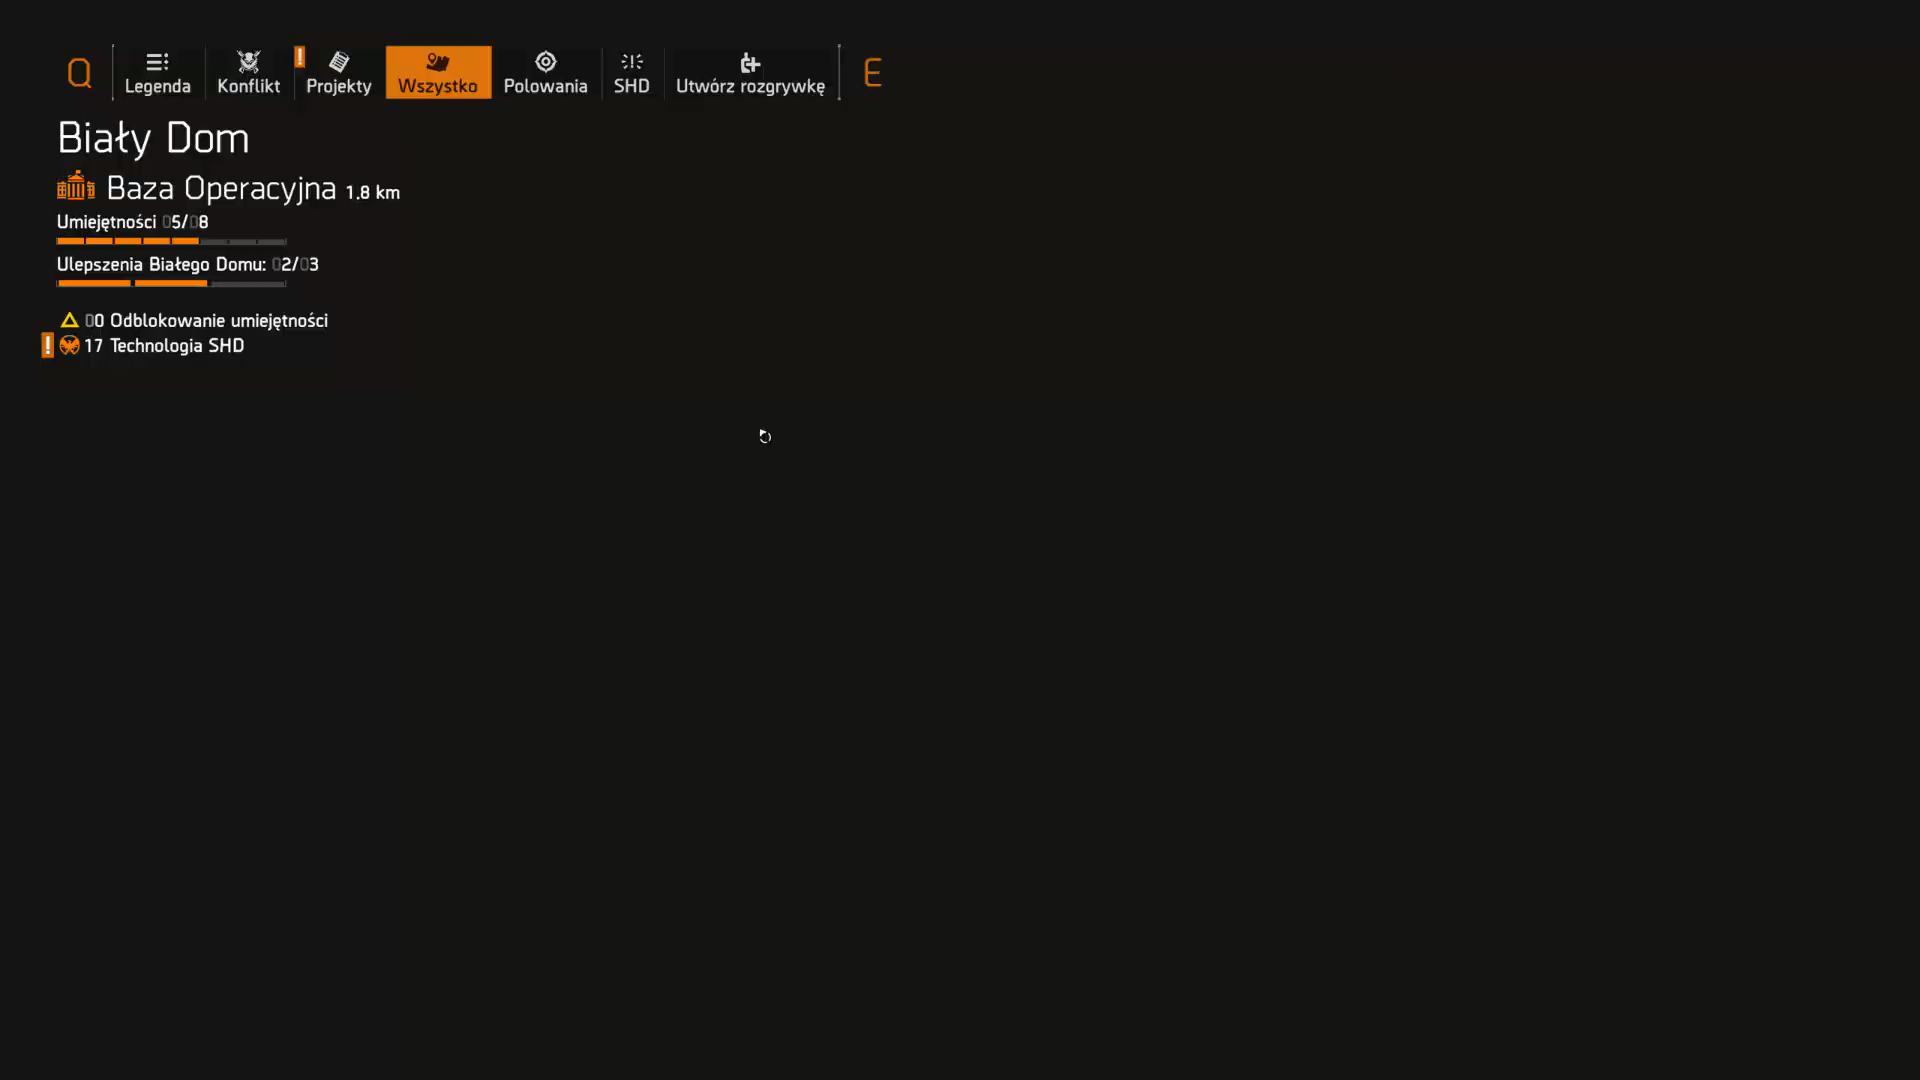 Q Legenda Konflikt Projekty Wszystko Polowania SHD Utwórz rozgrywkę E
Biały Dom
Baza Operacyjna 1.8 km
Umiejętności 05/08
Ulepszenia Białego Domu: 02/03
00 Odblokowanie umiejętności
! 17 Technologia SHD